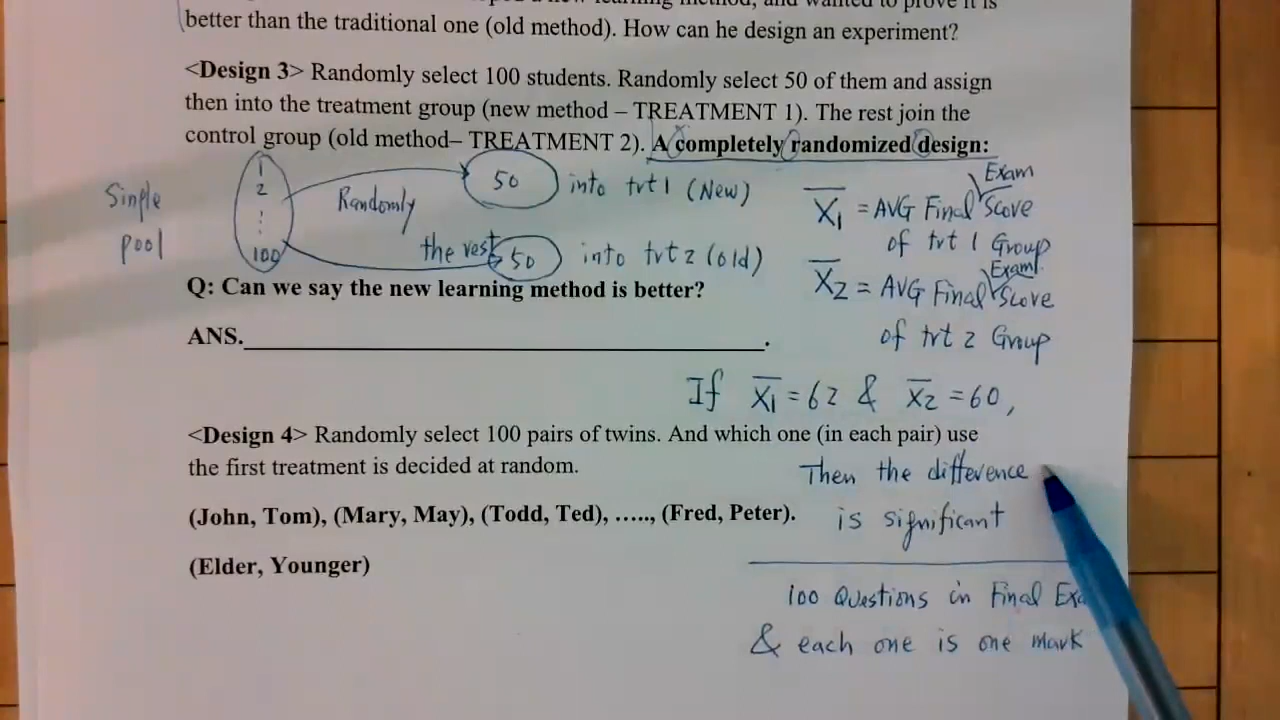 better than the traditional one (old method). How can he design an experiment?
<Design 3> Randomly select 100 students. Randomly select 50 of them and assign
then into the treatment group (new method – TREATMENT 1). The rest join the
control group (old method– TREATMENT 2). A completely randomized design:
Single
pool
1
2
⋮
100
Randomly
50 into trt 1 (New)
the rest 50 into trt 2 (old)
X̄1 = AVG Final Exam Score
of trt 1 Group
X̄2 = AVG Final Exam Score
of trt 2 Group
Q: Can we say the new learning method is better?
ANS.
If X̄1 = 62 & X̄2 = 60,
<Design 4> Randomly select 100 pairs of twins. And which one (in each pair) use
the first treatment is decided at random.
Then the difference
is significant
(John, Tom), (Mary, May), (Todd, Ted), ….., (Fred, Peter).
(Elder, Younger)
100 Questions in Final Exa
& each one is one mark